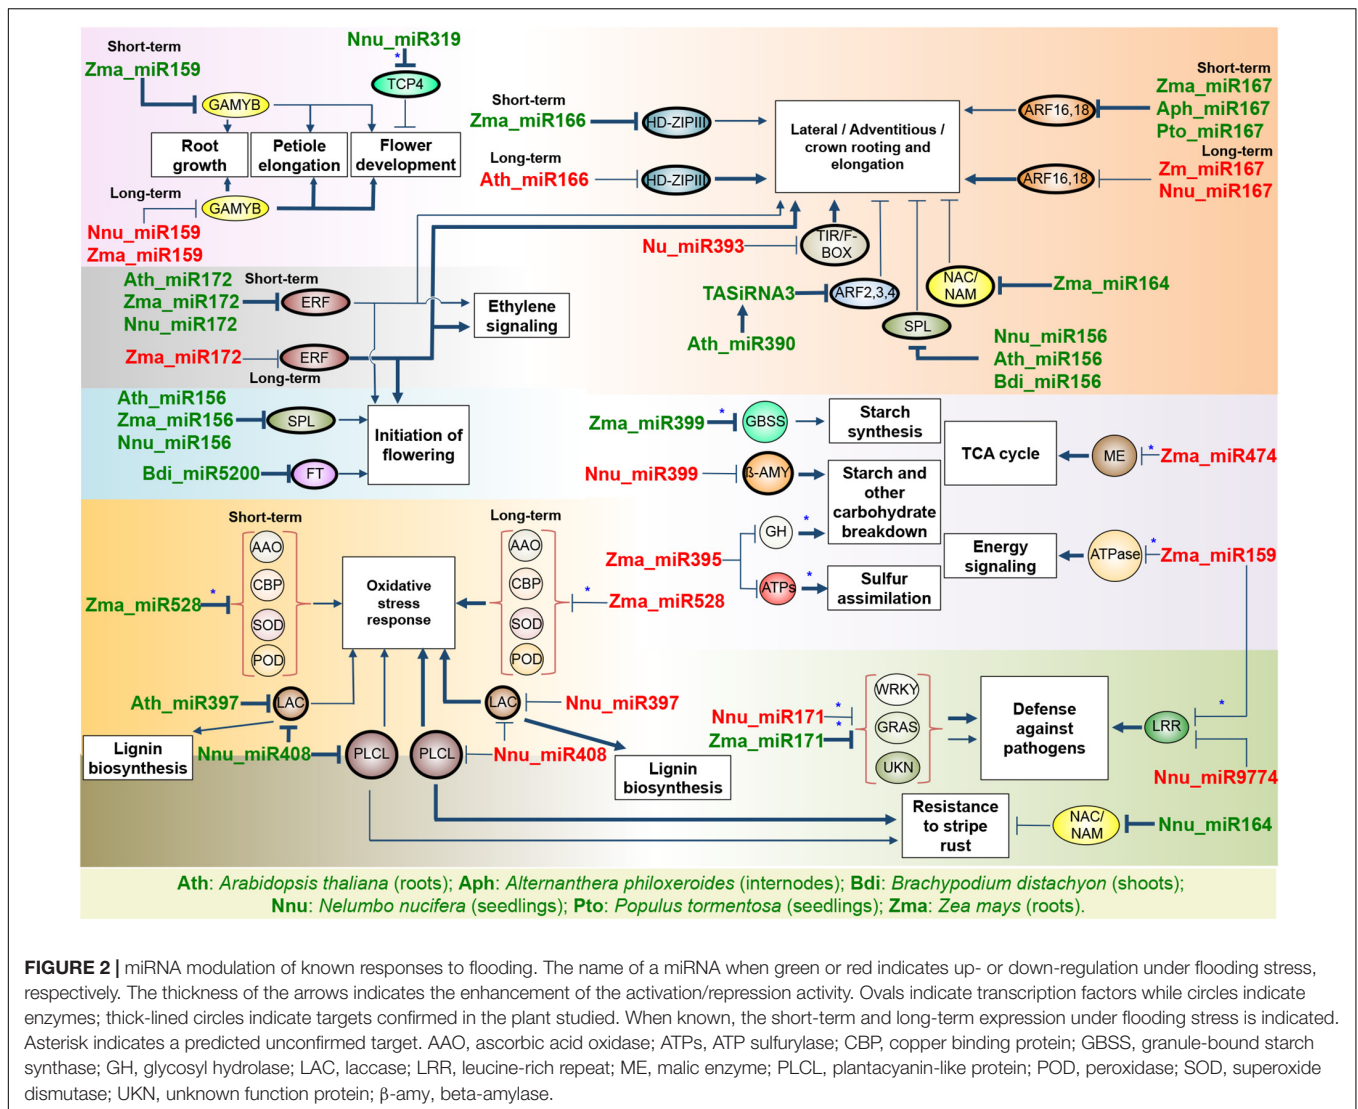 Short-term
Zma_miR159
GAMYB
Nnu_miR319
*
TCP4
Root
growth
Petiole
elongation
Flower
development
Long-term
GAMYB
Nnu_miR159
Zma_miR159
Short-term
Zma_miR166
HD-ZIPIII
Long-term
Ath_miR166
HD-ZIPIII
Lateral / Adventitious /
crown rooting and
elongation
ARF16,18
Short-term
Zma_miR167
Aph_miR167
Pto_miR167
Long-term
ARF16,18
Zm_miR167
Nnu_miR167
Nu_miR393
TIR/F-
BOX
TASiRNA3
ARF2,3,4
Ath_miR390
NAC/
NAM
Zma_miR164
SPL
Nnu_miR156
Ath_miR156
Bdi_miR156
Ath_miR172
Short-term
Zma_miR172
ERF
Nnu_miR172
Ethylene
signaling
Zma_miR172
ERF
Long-term
Ath_miR156
Zma_miR156
SPL
Nnu_miR156
Bdi_miR5200
FT
Initiation of
flowering
Zma_miR399
*
GBSS
Starch
synthesis
Nnu_miR399
ß-AMY
Starch and
other
carbohydrate
breakdown
Zma_miR395
GH
*
ATPs
*
Sulfur
assimilation
TCA cycle
ME
*
Zma_miR474
Energy
signaling
ATPase
*
Zma_miR159
Short-term
AAO
CBP
SOD
POD
Zma_miR528
*
Oxidative
stress
response
Long-term
AAO
CBP
SOD
POD
*
Zma_miR528
Ath_miR397
LAC
Lignin
biosynthesis
Nnu_miR408
PLCL
PLCL
LAC
Nnu_miR397
Nnu_miR408
Lignin
biosynthesis
Nnu_miR171
*
Zma_miR171
*
WRKY
GRAS
UKN
Defense
against
pathogens
LRR
*
Nnu_miR9774
Resistance
to stripe
rust
NAC/
NAM
Nnu_miR164
Ath: Arabidopsis thaliana (roots); Aph: Alternanthera philoxeroides (internodes); Bdi: Brachypodium distachyon (shoots);
Nnu: Nelumbo nucifera (seedlings); Pto: Populus tormentosa (seedlings); Zma: Zea mays (roots).
FIGURE 2 | miRNA modulation of known responses to flooding. The name of a miRNA when green or red indicates up- or down-regulation under flooding stress,
respectively. The thickness of the arrows indicates the enhancement of the activation/repression activity. Ovals indicate transcription factors while circles indicate
enzymes; thick-lined circles indicate targets confirmed in the plant studied. When known, the short-term and long-term expression under flooding stress is indicated.
Asterisk indicates a predicted unconfirmed target. AAO, ascorbic acid oxidase; ATPs, ATP sulfurylase; CBP, copper binding protein; GBSS, granule-bound starch
synthase; GH, glycosyl hydrolase; LAC, laccase; LRR, leucine-rich repeat; ME, malic enzyme; PLCL, plantacyanin-like protein; POD, peroxidase; SOD, superoxide
dismutase; UKN, unknown function protein; β-amy, beta-amylase.